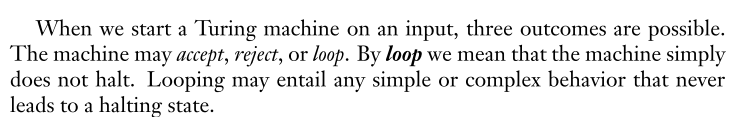 When we start a Turing machine on an input, three outcomes are possible.
The machine may accept, reject, or loop. By loop we mean that the machine simply
does not halt. Looping may entail any simple or complex behavior that never
leads to a halting state.